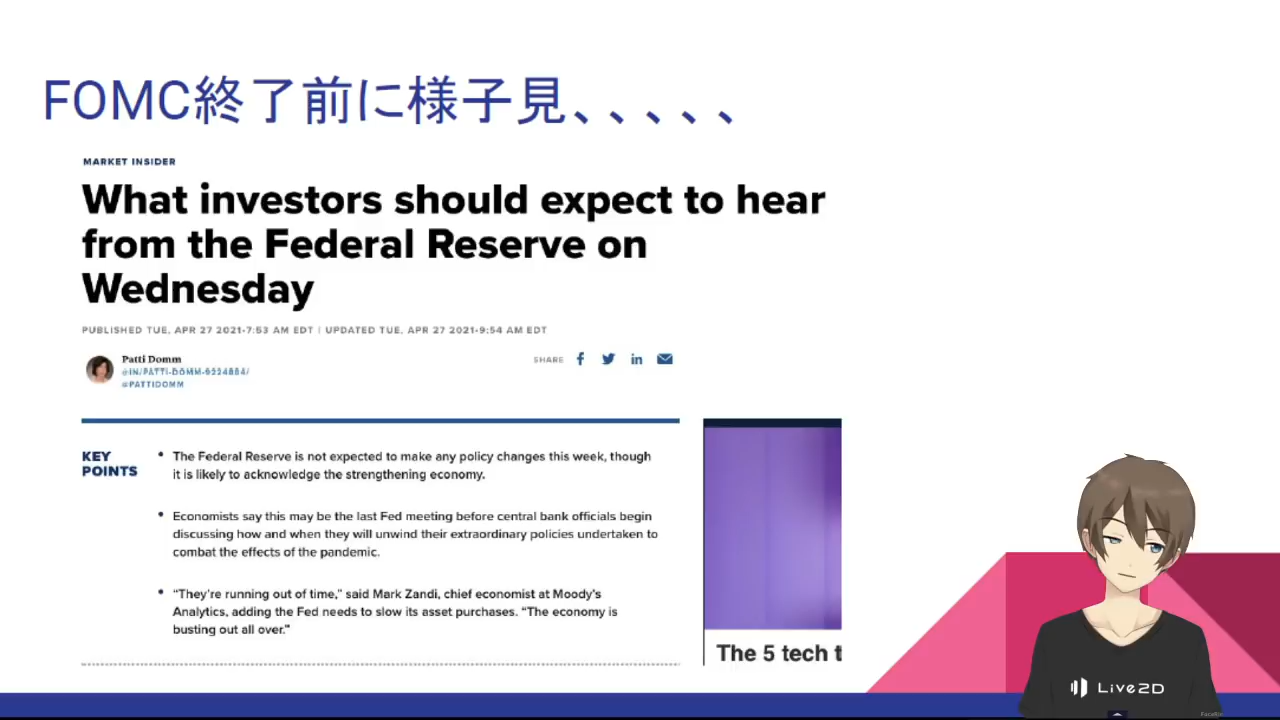 FOMC終了前に様子見、、、、、
MARKET INSIDER
What investors should expect to hear
from the Federal Reserve on
Wednesday
PUBLISHED TUE, APR 27 2021-7:53 AM EDT | UPDATED TUE, APR 27 2021-9:54 AM EDT
Patti Domm
@IN/PATTI-DOMM-9224884/
@PATTIDOMM
SHARE
KEY
POINTS
• The Federal Reserve is not expected to make any policy changes this week, though
it is likely to acknowledge the strengthening economy.
• Economists say this may be the last Fed meeting before central bank officials begin
discussing how and when they will unwind their extraordinary policies undertaken to
combat the effects of the pandemic.
• “They’re running out of time,” said Mark Zandi, chief economist at Moody’s
Analytics, adding the Fed needs to slow its asset purchases. “The economy is
busting out all over.”
The 5 tech t
Live2D